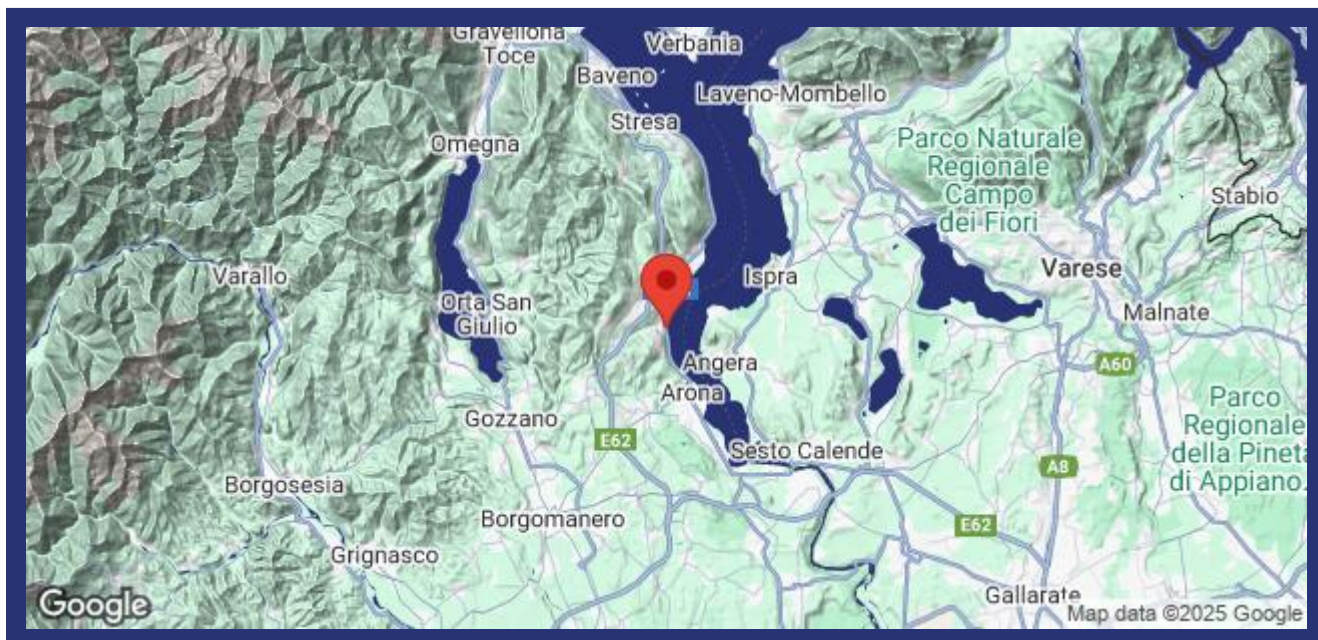 Gravellona
Toce
Verbania
Baveno
Laveno-Mombello
Stresa
Omegna
Parco Naturale
Regionale
Campo
dei Fiori
Stabio
Varallo
Ispra
Varese
Orta San
Giulio
Malnate
Angera
A60
Arona
Gozzano
Parco
Regionale
della Pineta
di Appiano
E62
Sesto Calende
A8
Borgosesia
Borgomanero
E62
Grignasco
Gallarate
Google
Map data ©2025 Google